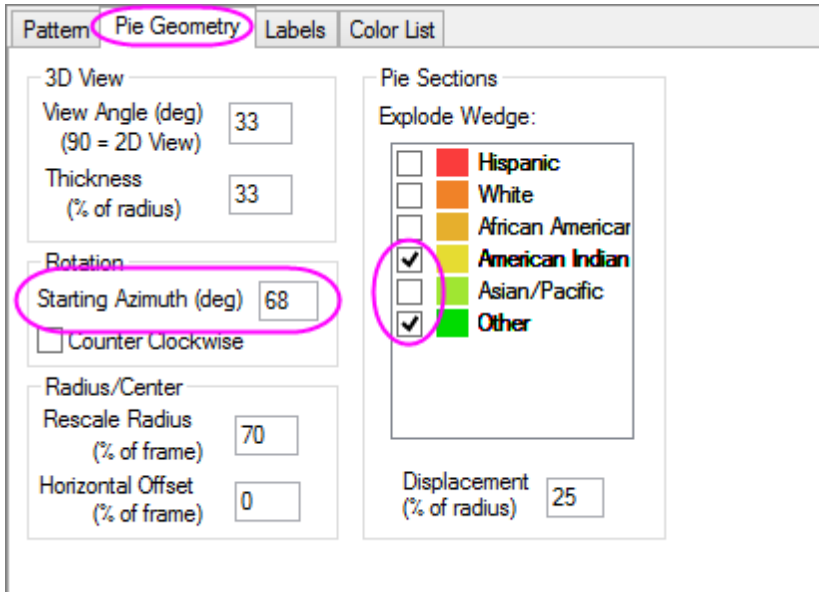 Pattern Pie Geometry Labels Color List
3D View
View Angle (deg) 33
(90 = 2D View)
Thickness
(% of radius) 33
Rotation
Starting Azimuth (deg) 68
Counter Clockwise
Radius/Center
Rescale Radius
(% of frame) 70
Horizontal Offset
(% of frame) 0
Pie Sections
Explode Wedge:
Hispanic
White
African American
American Indian
Asian/Pacific
Other
Displacement
(% of radius) 25